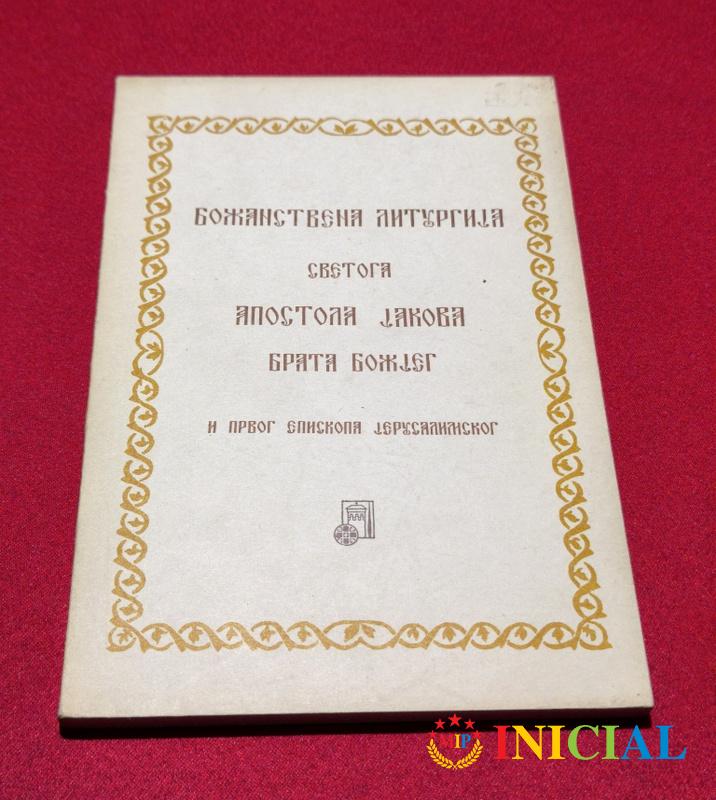 БОЖАНСТВЕНА ЛИТУРГИЈА
СВЕТОГА
АПОСТОЛА ЈАКОВА
БРАТА БОЖЈЕГ
И ПРВОГ ЕПИСКОПА ЈЕРУСАЛИМСКОГ
INICIAL